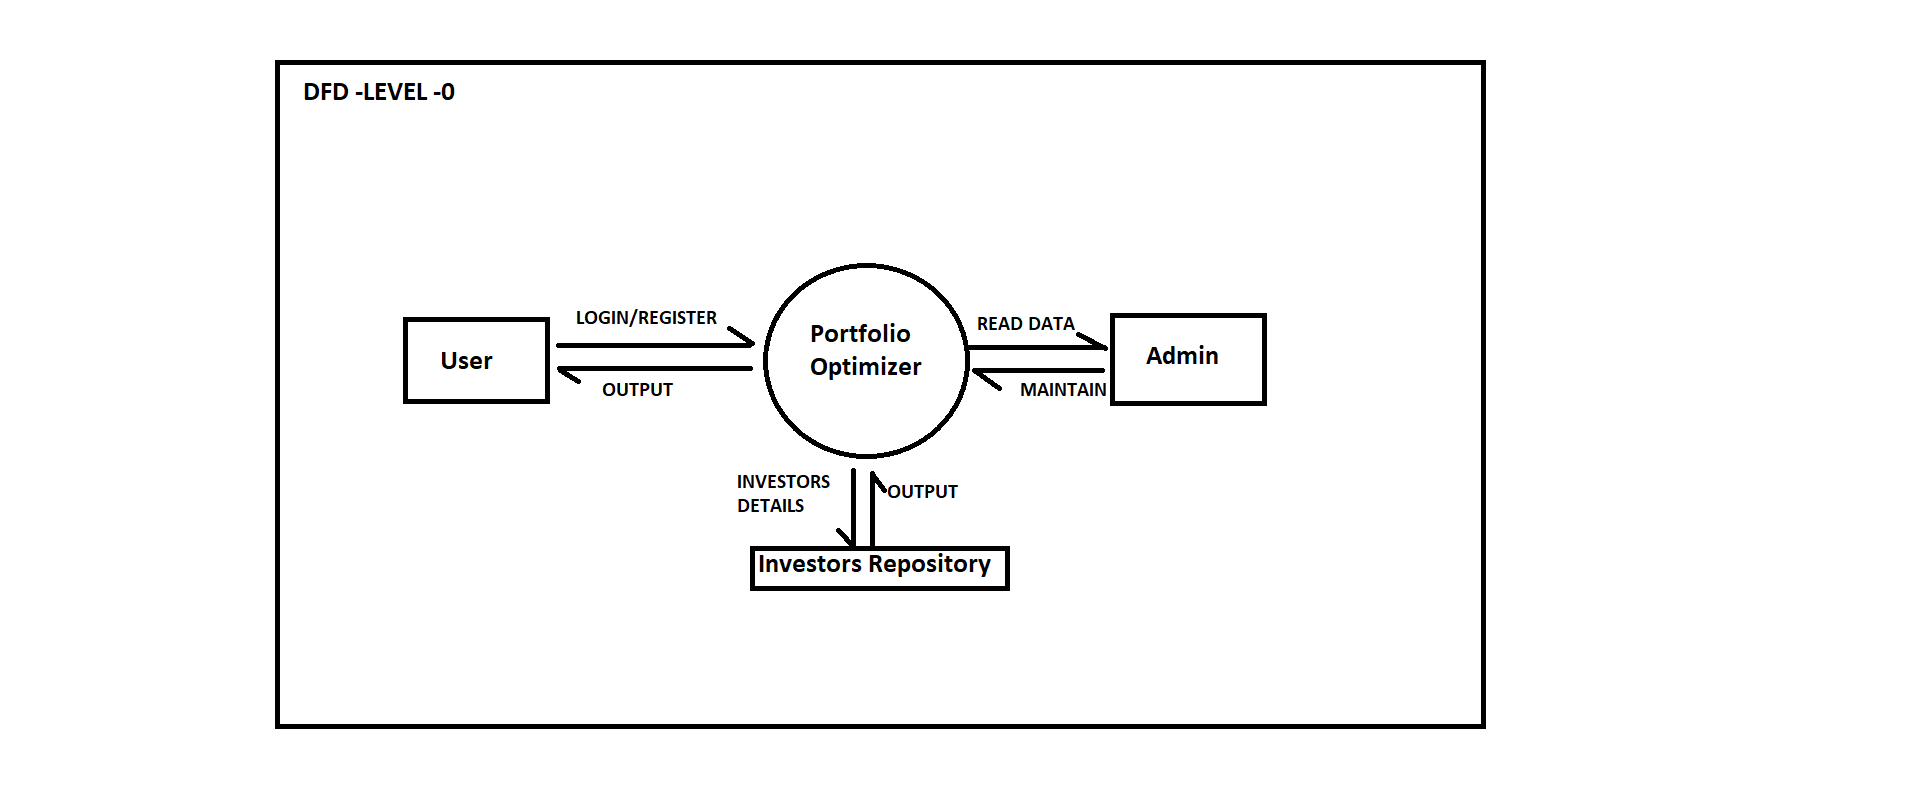 DFD -LEVEL -0
LOGIN/REGISTER
READ DATA
Portfolio
Optimizer
User
Admin
OUTPUT
MAINTAIN
INVESTORS
DETAILS
OUTPUT
Investors Repository